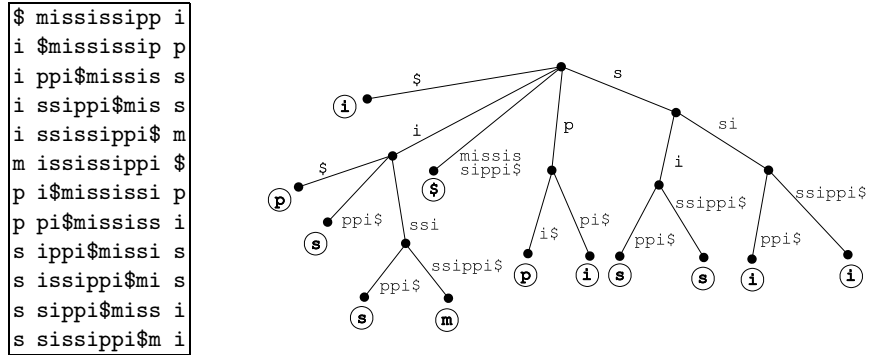 $ mississipp i
i $mississip p
i ppi$missis s
i ssippi$mis s
i ssissippi$ m
m ississippi $
p i$mississi p
p pi$mississ i
s ippi$missi s
s issippi$mi s
s sippi$miss i
s sissippi$m i
$ s
i
i p si
$ missis
sippi$ i
p $ ssippi$
ppi$ ssi i$ pi$ ssippi$
s ppi$ ppi$
ppi$ ssippi$ p i s s i i
s m